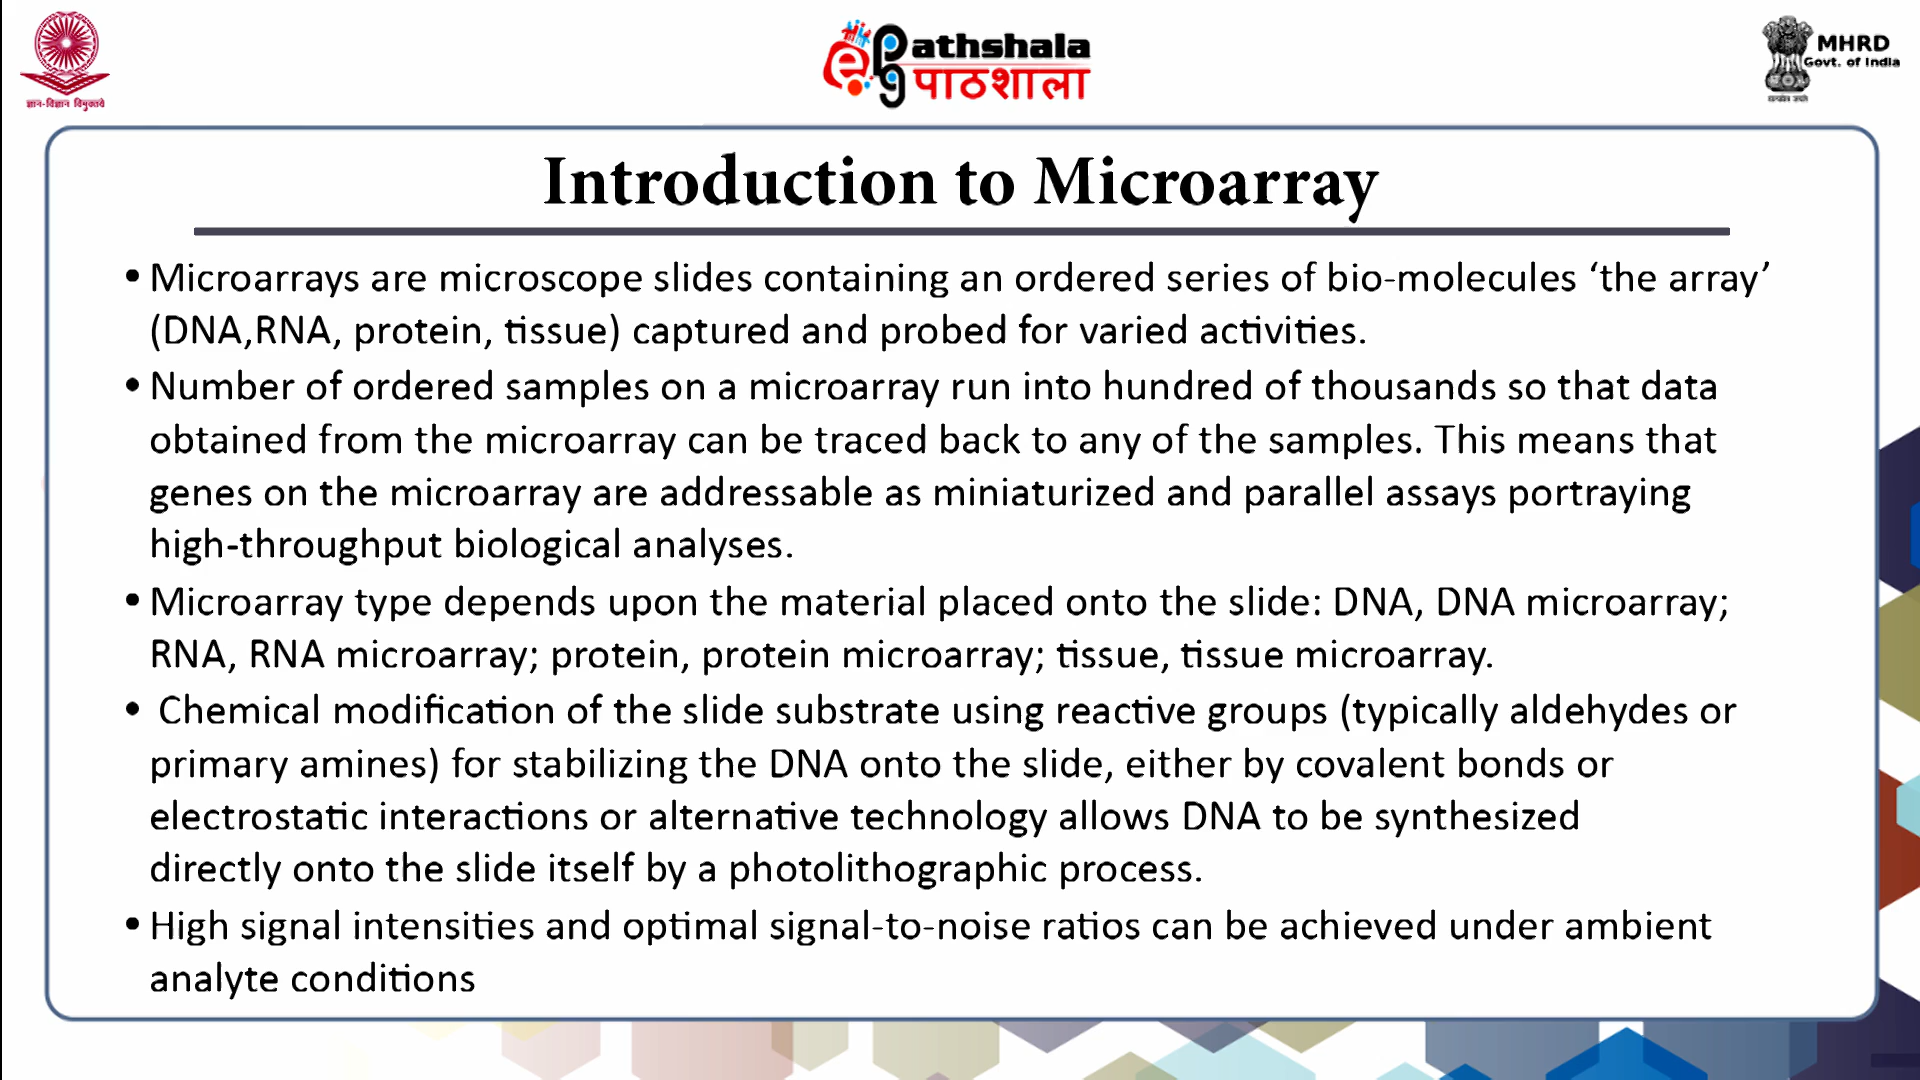 ज्ञान-विज्ञान विमुक्तये
ePG Pathshala
पाठशाला
MHRD
Govt. of India
Introduction to Microarray
• Microarrays are microscope slides containing an ordered series of bio-molecules ‘the array’
(DNA,RNA, protein, tissue) captured and probed for varied activities.
• Number of ordered samples on a microarray run into hundred of thousands so that data
obtained from the microarray can be traced back to any of the samples. This means that
genes on the microarray are addressable as miniaturized and parallel assays portraying
high-throughput biological analyses.
• Microarray type depends upon the material placed onto the slide: DNA, DNA microarray;
RNA, RNA microarray; protein, protein microarray; tissue, tissue microarray.
• Chemical modification of the slide substrate using reactive groups (typically aldehydes or
primary amines) for stabilizing the DNA onto the slide, either by covalent bonds or
electrostatic interactions or alternative technology allows DNA to be synthesized
directly onto the slide itself by a photolithographic process.
• High signal intensities and optimal signal-to-noise ratios can be achieved under ambient
analyte conditions